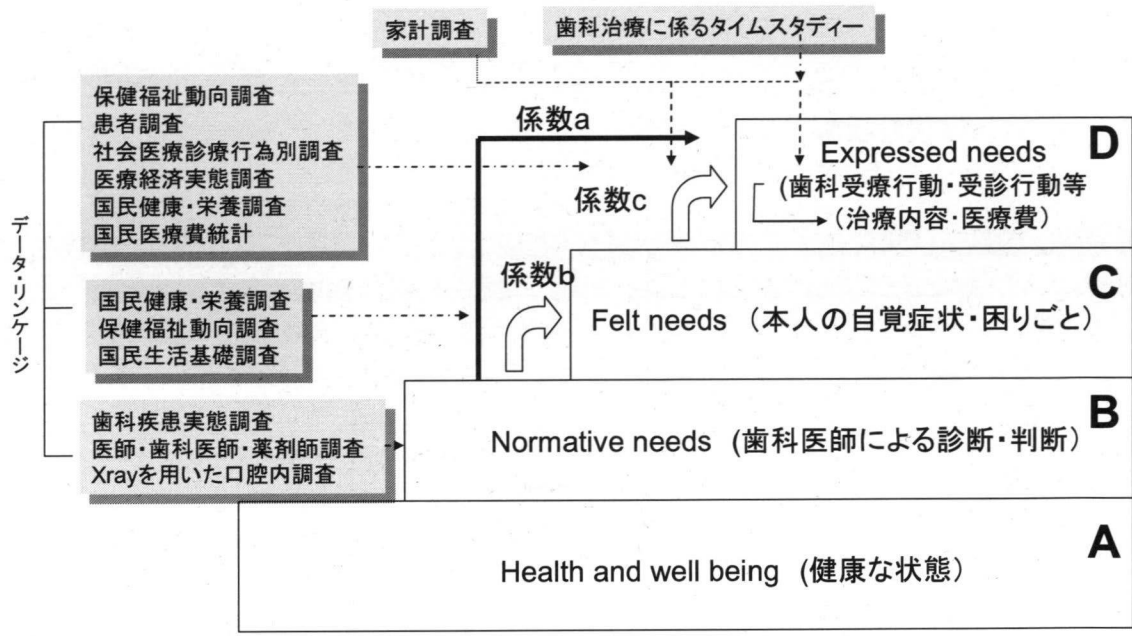 家計調査
歯科治療に係るタイムスタディー
保健福祉動向調査
患者調査
社会医療診療行為別調査
医療経済実態調査
国民健康・栄養調査
国民医療費統計
データ・リンケージ
国民健康・栄養調査
保健福祉動向調査
国民生活基礎調査
歯科疾患実態調査
医師・歯科医師・薬剤師調査
Xrayを用いた口腔内調査
係数a
係数c
係数b
D
Expressed needs
(歯科受療行動・受診行動等
(治療内容・医療費)
C
Felt needs (本人の自覚症状・困りごと)
B
Normative needs (歯科医師による診断・判断)
A
Health and well being (健康な状態)